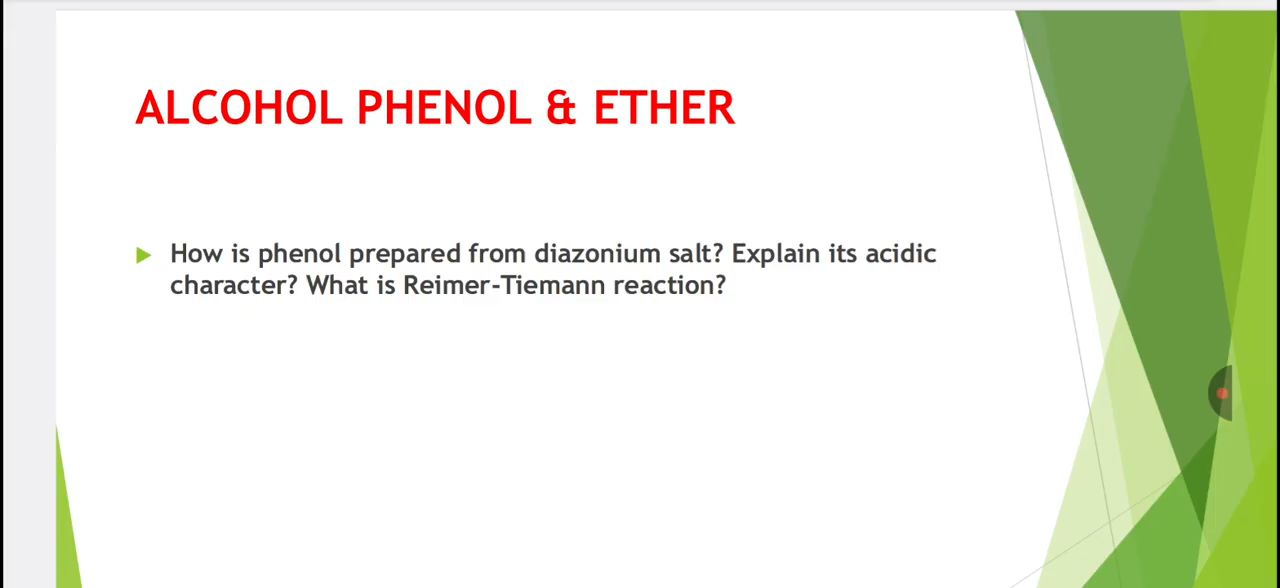 ALCOHOL PHENOL & ETHER
How is phenol prepared from diazonium salt? Explain its acidic
character? What is Reimer-Tiemann reaction?